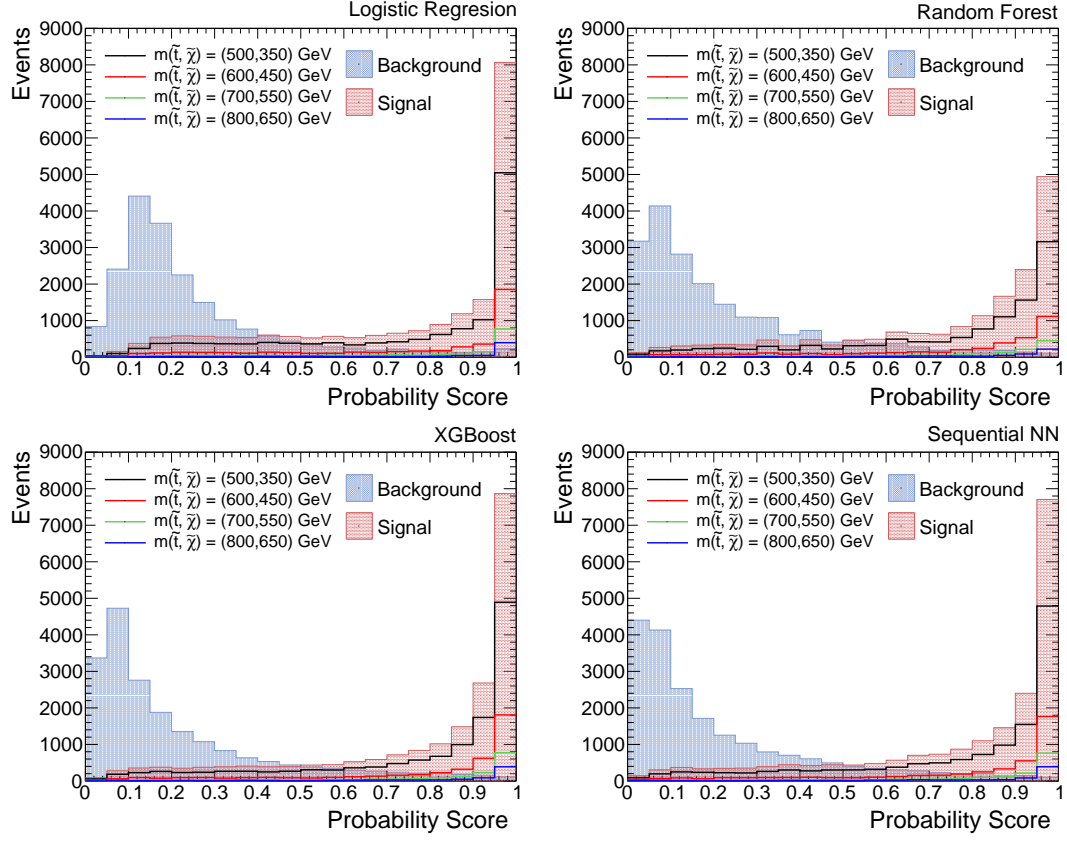 Logistic Regresion
Events
9000
8000
7000
6000
5000
4000
3000
2000
1000
0
m(t̃, χ̃) = (500,350) GeV
m(t̃, χ̃) = (600,450) GeV
m(t̃, χ̃) = (700,550) GeV
m(t̃, χ̃) = (800,650) GeV
Background
Signal
0 0.1 0.2 0.3 0.4 0.5 0.6 0.7 0.8 0.9 1
Probability Score
Random Forest
Events
9000
8000
7000
6000
5000
4000
3000
2000
1000
0
m(t̃, χ̃) = (500,350) GeV
m(t̃, χ̃) = (600,450) GeV
m(t̃, χ̃) = (700,550) GeV
m(t̃, χ̃) = (800,650) GeV
Background
Signal
0 0.1 0.2 0.3 0.4 0.5 0.6 0.7 0.8 0.9 1
Probability Score
XGBoost
Events
9000
8000
7000
6000
5000
4000
3000
2000
1000
0
m(t̃, χ̃) = (500,350) GeV
m(t̃, χ̃) = (600,450) GeV
m(t̃, χ̃) = (700,550) GeV
m(t̃, χ̃) = (800,650) GeV
Background
Signal
0 0.1 0.2 0.3 0.4 0.5 0.6 0.7 0.8 0.9 1
Probability Score
Sequential NN
Events
9000
8000
7000
6000
5000
4000
3000
2000
1000
0
m(t̃, χ̃) = (500,350) GeV
m(t̃, χ̃) = (600,450) GeV
m(t̃, χ̃) = (700,550) GeV
m(t̃, χ̃) = (800,650) GeV
Background
Signal
0 0.1 0.2 0.3 0.4 0.5 0.6 0.7 0.8 0.9 1
Probability Score